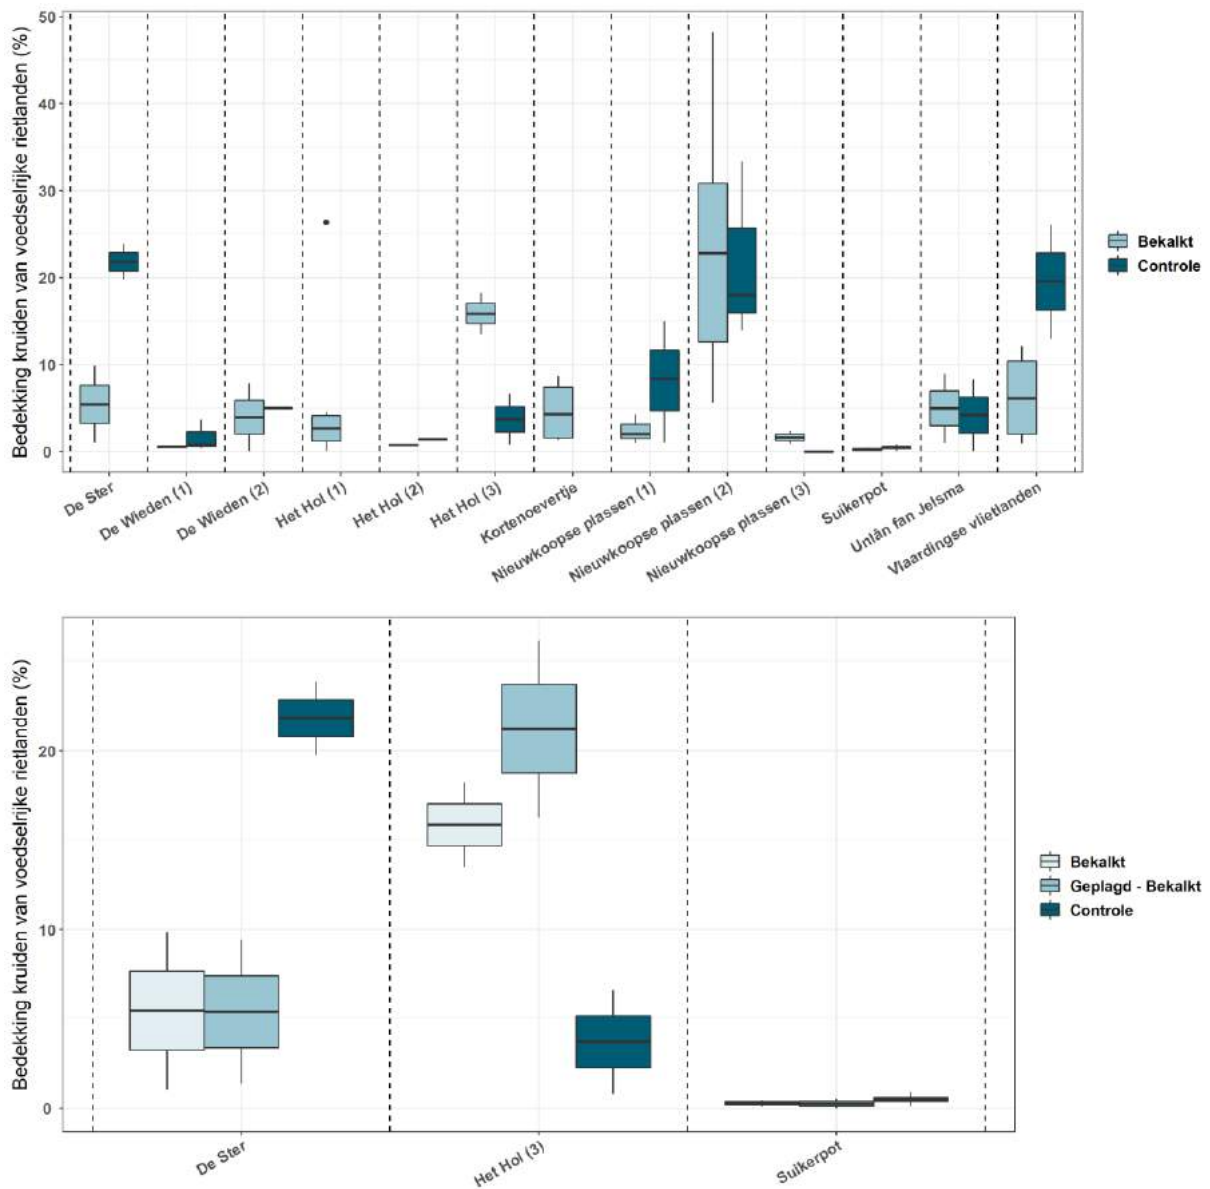 Bedekking kruiden van voedselrijke rietlanden (%)
50
40
30
20
10
0
De Ster
De Wieden (1)
De Wieden (2)
Het Hol (1)
Het Hol (2)
Het Hol (3)
Kortenoevertje
Nieuwkoopse plassen (1)
Nieuwkoopse plassen (2)
Nieuwkoopse plassen (3)
Suikerpot
Unlân fan Jelsma
Vlaardingse vlietlanden
Bekalkt
Controle
Bedekking kruiden van voedselrijke rietlanden (%)
20
10
0
De Ster
Het Hol (3)
Suikerpot
Bekalkt
Geplagd - Bekalkt
Controle